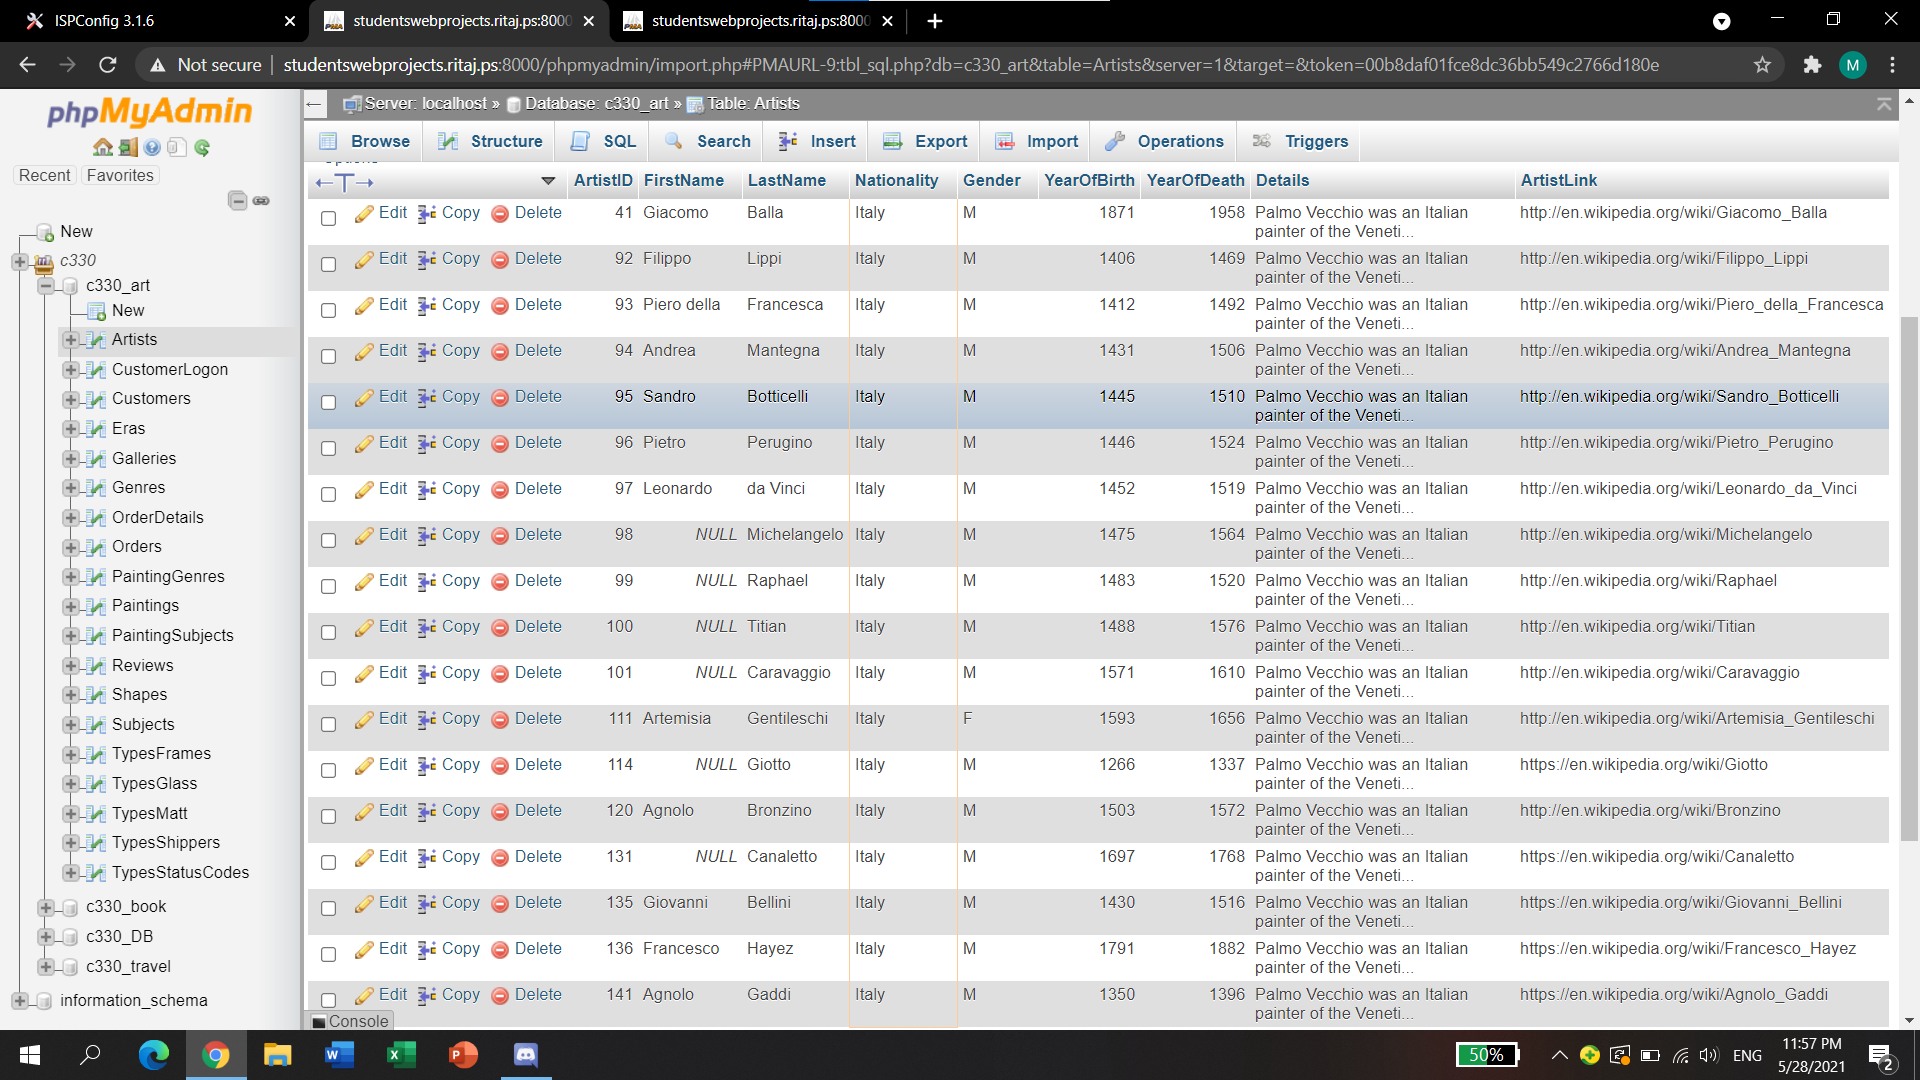 ISPConfig 3.1.6
studentswebprojects.ritaj.ps:8000
studentswebprojects.ritaj.ps:8000
Not secure
studentswebprojects.ritaj.ps:8000/phpmyadmin/import.php#PMAURL-9:tbl_sql.php?db=c330_art&table=Artists&server=1&target=&token=00b8daf01fce8dc36bb549c2766d180e
M
phpMyAdmin
Recent Favorites
New
c330
c330_art
New
Artists
CustomerLogon
Customers
Eras
Galleries
Genres
OrderDetails
Orders
PaintingGenres
Paintings
PaintingSubjects
Reviews
Shapes
Subjects
TypesFrames
TypesGlass
TypesMatt
TypesShippers
TypesStatusCodes
c330_book
c330_DB
c330_travel
information_schema
Server: localhost » Database: c330_art » Table: Artists
Browse Structure SQL Search Insert Export Import Operations Triggers
Options
←T→ ArtistID FirstName LastName Nationality Gender YearOfBirth YearOfDeath Details ArtistLink
Edit Copy Delete 41 Giacomo Balla Italy M 1871 1958 Palmo Vecchio was an Italian http://en.wikipedia.org/wiki/Giacomo_Balla
painter of the Veneti...
Edit Copy Delete 92 Filippo Lippi Italy M 1406 1469 Palmo Vecchio was an Italian http://en.wikipedia.org/wiki/Filippo_Lippi
painter of the Veneti...
Edit Copy Delete 93 Piero della Francesca Italy M 1412 1492 Palmo Vecchio was an Italian http://en.wikipedia.org/wiki/Piero_della_Francesca
painter of the Veneti...
Edit Copy Delete 94 Andrea Mantegna Italy M 1431 1506 Palmo Vecchio was an Italian http://en.wikipedia.org/wiki/Andrea_Mantegna
painter of the Veneti...
Edit Copy Delete 95 Sandro Botticelli Italy M 1445 1510 Palmo Vecchio was an Italian http://en.wikipedia.org/wiki/Sandro_Botticelli
painter of the Veneti...
Edit Copy Delete 96 Pietro Perugino Italy M 1446 1524 Palmo Vecchio was an Italian http://en.wikipedia.org/wiki/Pietro_Perugino
painter of the Veneti...
Edit Copy Delete 97 Leonardo da Vinci Italy M 1452 1519 Palmo Vecchio was an Italian http://en.wikipedia.org/wiki/Leonardo_da_Vinci
painter of the Veneti...
Edit Copy Delete 98 NULL Michelangelo Italy M 1475 1564 Palmo Vecchio was an Italian http://en.wikipedia.org/wiki/Michelangelo
painter of the Veneti...
Edit Copy Delete 99 NULL Raphael Italy M 1483 1520 Palmo Vecchio was an Italian http://en.wikipedia.org/wiki/Raphael
painter of the Veneti...
Edit Copy Delete 100 NULL Titian Italy M 1488 1576 Palmo Vecchio was an Italian http://en.wikipedia.org/wiki/Titian
painter of the Veneti...
Edit Copy Delete 101 NULL Caravaggio Italy M 1571 1610 Palmo Vecchio was an Italian http://en.wikipedia.org/wiki/Caravaggio
painter of the Veneti...
Edit Copy Delete 111 Artemisia Gentileschi Italy F 1593 1656 Palmo Vecchio was an Italian http://en.wikipedia.org/wiki/Artemisia_Gentileschi
painter of the Veneti...
Edit Copy Delete 114 NULL Giotto Italy M 1266 1337 Palmo Vecchio was an Italian https://en.wikipedia.org/wiki/Giotto
painter of the Veneti...
Edit Copy Delete 120 Agnolo Bronzino Italy M 1503 1572 Palmo Vecchio was an Italian http://en.wikipedia.org/wiki/Bronzino
painter of the Veneti...
Edit Copy Delete 131 NULL Canaletto Italy M 1697 1768 Palmo Vecchio was an Italian https://en.wikipedia.org/wiki/Canaletto
painter of the Veneti...
Edit Copy Delete 135 Giovanni Bellini Italy M 1430 1516 Palmo Vecchio was an Italian https://en.wikipedia.org/wiki/Giovanni_Bellini
painter of the Veneti...
Edit Copy Delete 136 Francesco Hayez Italy M 1791 1882 Palmo Vecchio was an Italian https://en.wikipedia.org/wiki/Francesco_Hayez
painter of the Veneti...
Edit Copy Delete 141 Agnolo Gaddi Italy M 1350 1396 Palmo Vecchio was an Italian https://en.wikipedia.org/wiki/Agnolo_Gaddi
painter of the Veneti...
Console
50%
ENG
11:57 PM
5/28/2021
2